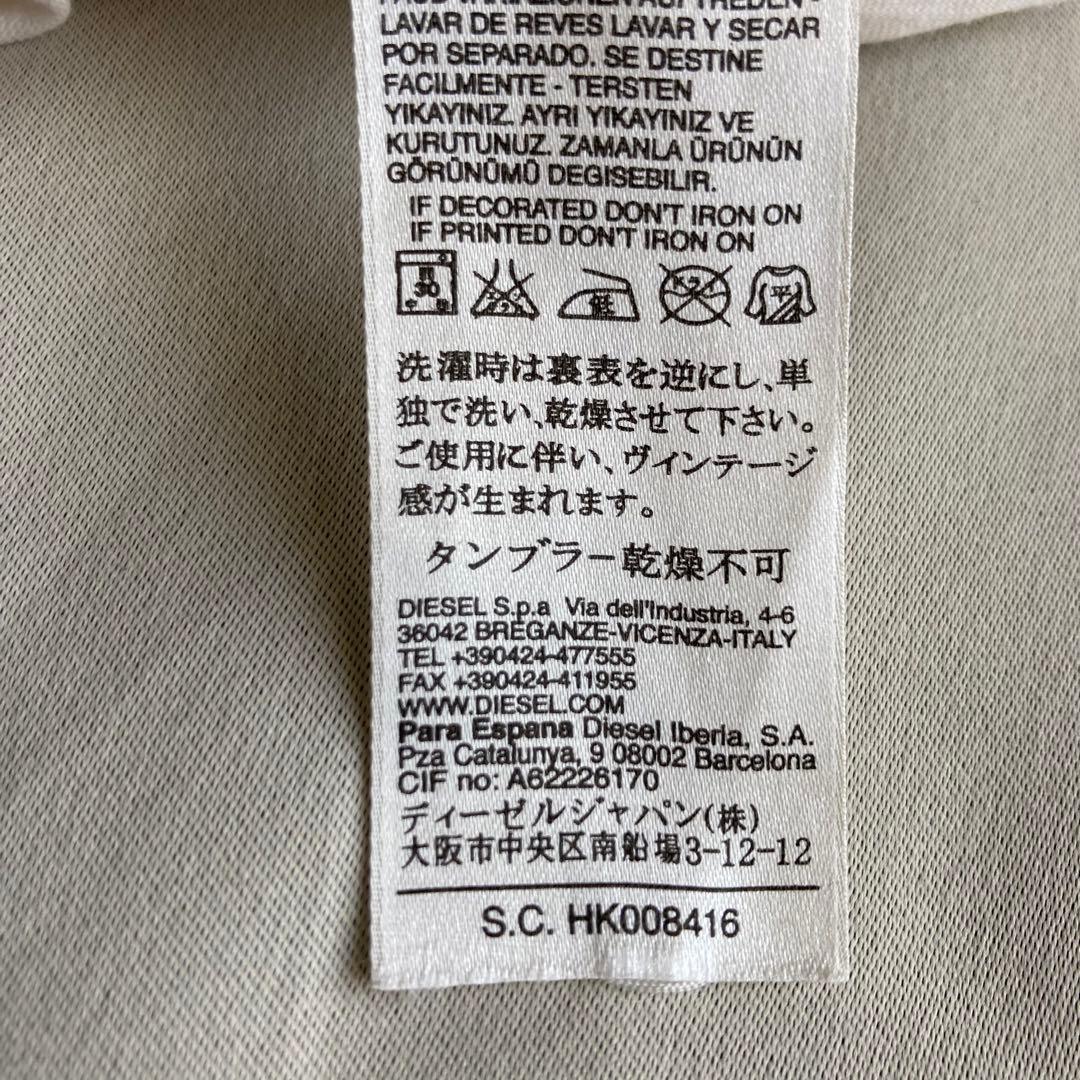 LAVAR DE REVES LAVAR Y SECAR
POR SEPARADO. SE DESTINE
FACILMENTE - TERSTEN
YIKAYINIZ. AYRI YIKAYINIZ VE
KURUTUNUZ. ZAMANLA ÜRÜNÜN
GÖRÜNÜMÜ DEGISEBILIR.
IF DECORATED DON'T IRON ON
IF PRINTED DON'T IRON ON
30 低
洗濯時は裏表を逆にし、単
独で洗い、乾燥させて下さい。
ご使用に伴い、ヴィンテージ
感が生まれます。
タンブラー乾燥不可
DIESEL S.p.a Via dell'Industria, 4-6
36042 BREGANZE-VICENZA-ITALY
TEL +390424-477555
FAX +390424-411955
WWW.DIESEL.COM
Para Espana Diesel Iberia, S.A.
Pza Catalunya, 9 08002 Barcelona
CIF no: A62226170
ディーゼルジャパン(株)
大阪市中央区南船場3-12-12
S.C. HK008416